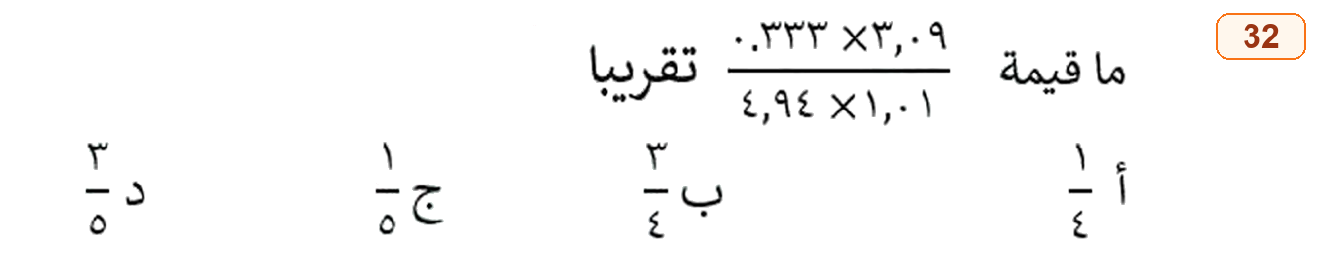 32
ما قيمة ٠.٣٣٣ × ٣,٠٩ / ٤,٩٤ × ١,٠١ تقريبا
أ ١/٤ ب ٣/٤ ج ١/٥ د ٣/٥